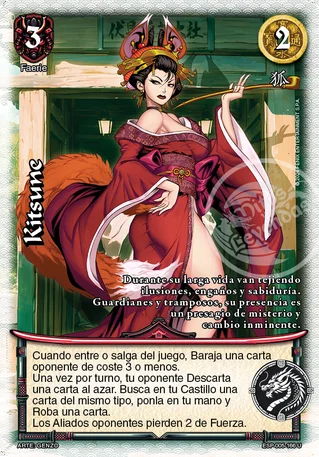 3
Faerie
2
狐
Kitsune
Durante su larga vida van tejiendo
ilusiones, engaños y sabiduría.
Guardianes y tramposos, su presencia es
un presagio de misterio y
cambio inminente.
Cuando entre o salga del juego, Baraja una carta
oponente de coste 3 o menos.
Una vez por turno, tu oponente Descarta
una carta al azar. Busca en tu Castillo una
carta del mismo tipo, ponla en tu mano y
Roba una carta.
Los Aliados oponentes pierden 2 de Fuerza.
ARTE: GENZO